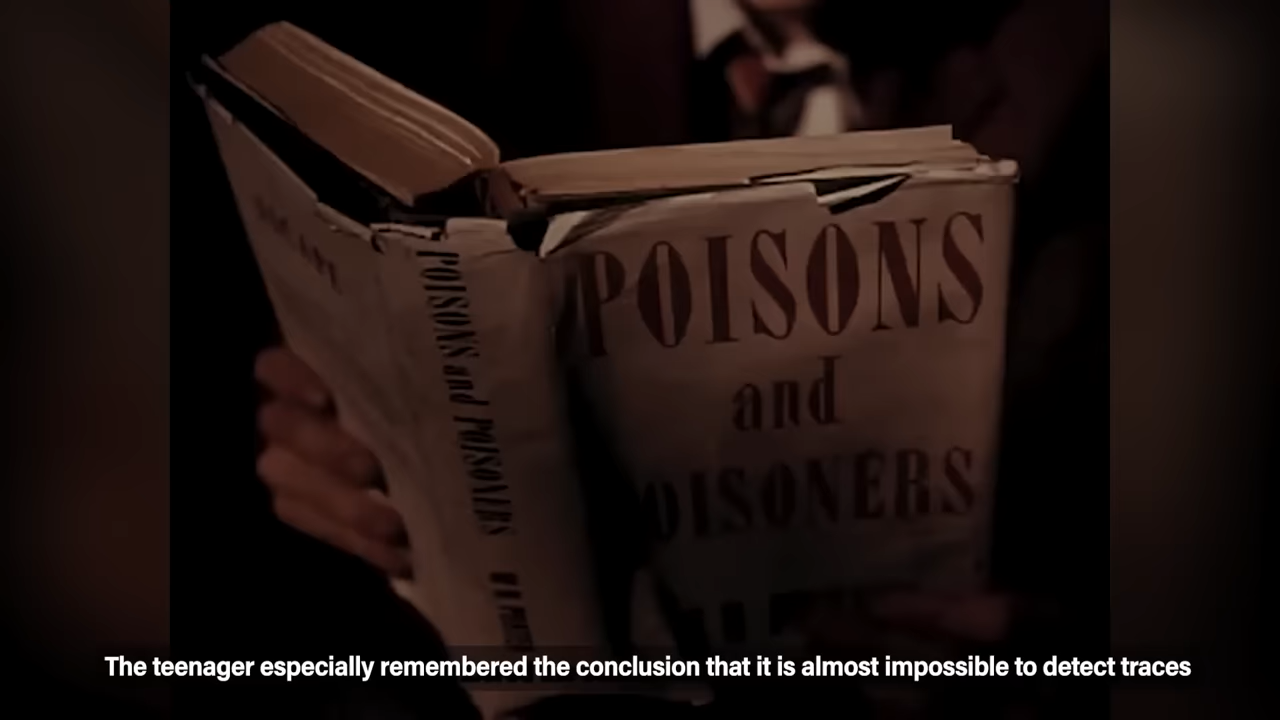 POISONS and POISONERS
POISONS
and
POISONERS
The teenager especially remembered the conclusion that it is almost impossible to detect traces